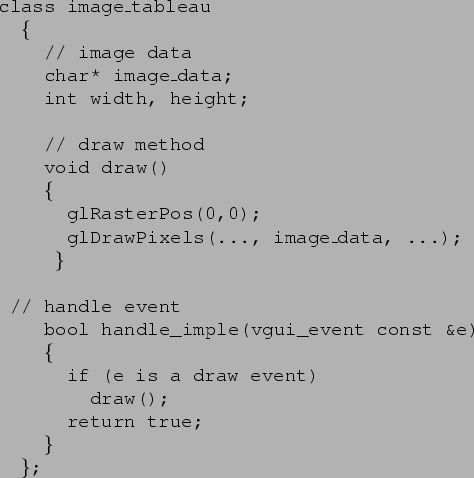 class image_tableau
{
// image data
char* image_data;
int width, height;
// draw method
void draw()
{
glRasterPos(0,0);
glDrawPixels(..., image_data, ...);
}
// handle event
bool handle_imple(vgui_event const &e)
{
if (e is a draw event)
draw();
return true;
}
};